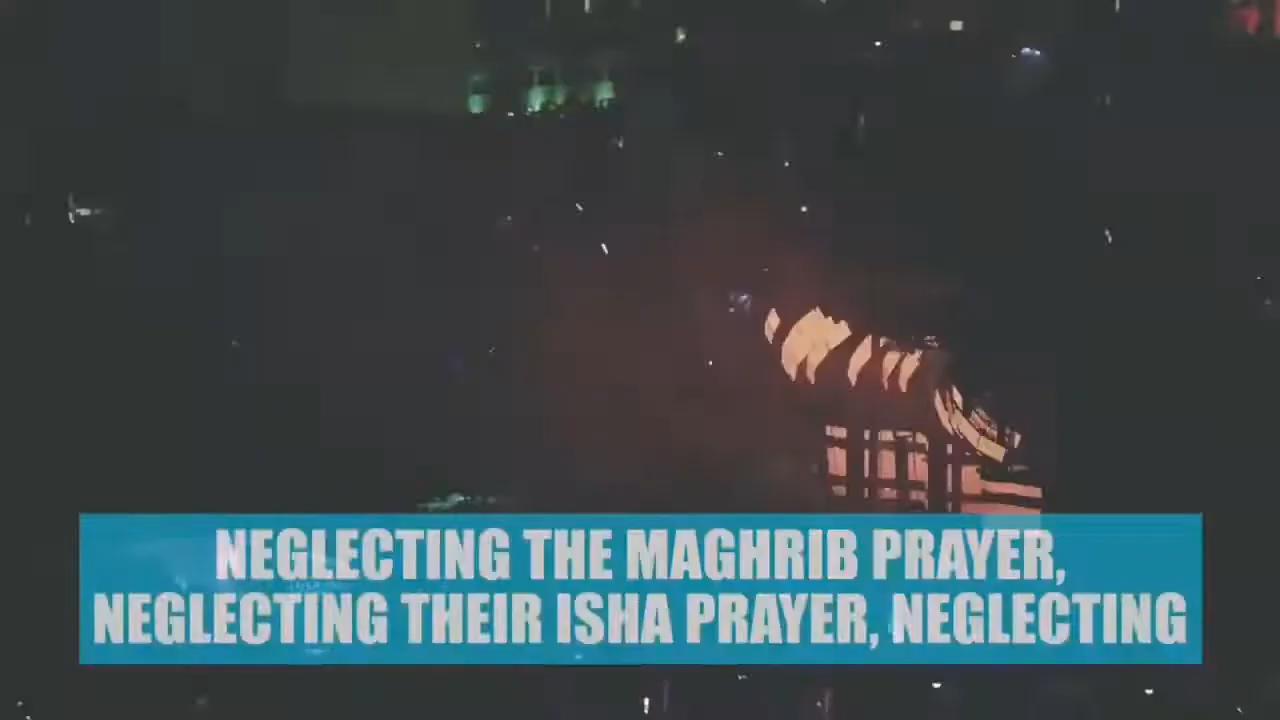 NEGLECTING THE MAGHRIB PRAYER,
NEGLECTING THEIR ISHA PRAYER, NEGLECTING